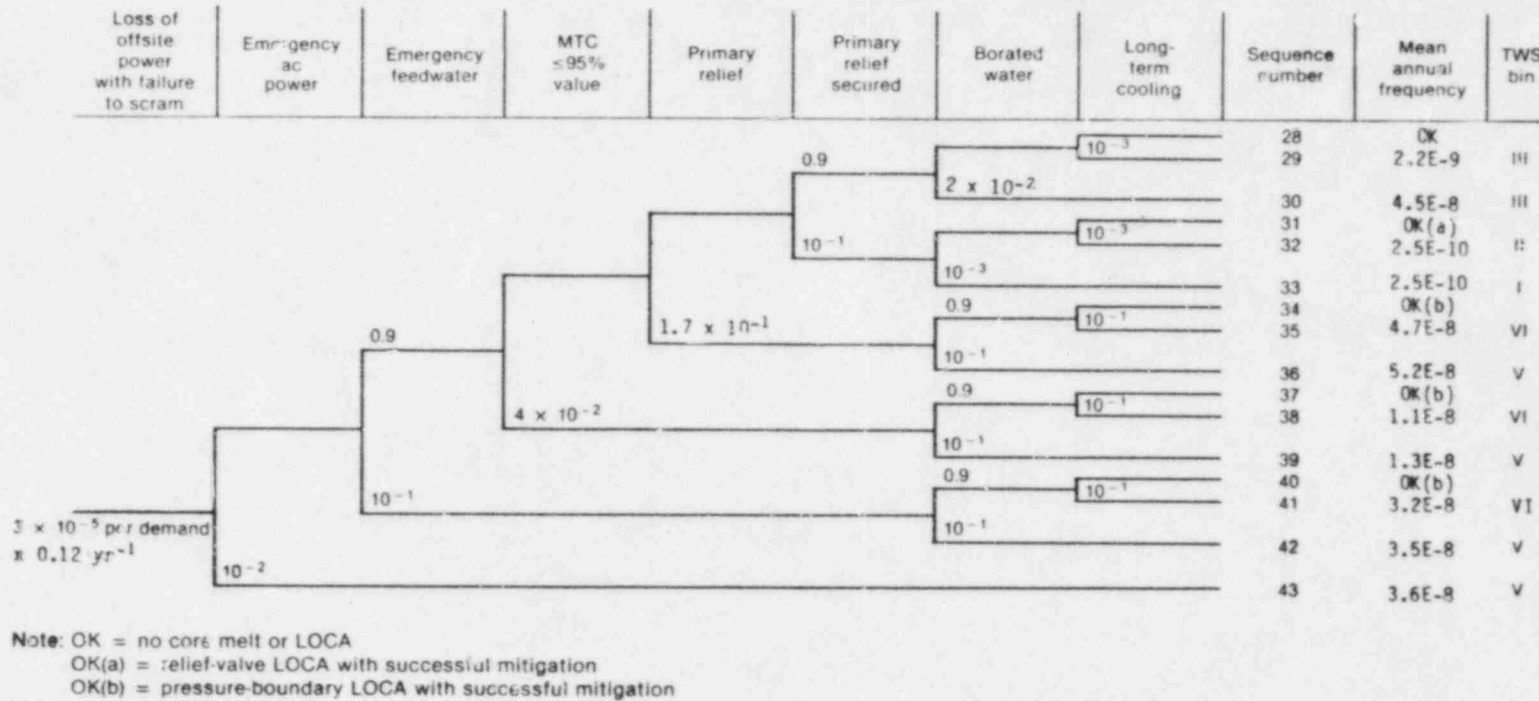 Loss of offsite power with failure to scram
Emergency ac power
Emergency feedwater
MTC ≤95% value
Primary relief
Primary relief secured
Borated water
Long-term cooling
Sequence number
Mean annual frequency
TWS bin
28 OK
10⁻³
0.9
29 2.2E-9 III
2 × 10⁻²
30 4.5E-8 III
31 OK(a)
10⁻³
10⁻¹
32 2.5E-10 II
10⁻³
33 2.5E-10 I
0.9
34 OK(b)
10⁻¹
0.9
1.7 × 10⁻¹
35 4.7E-8 VI
10⁻¹
36 5.2E-8 V
0.9
37 OK(b)
10⁻¹
4 × 10⁻²
38 1.1E-8 VI
10⁻¹
39 1.3E-8 V
0.9
40 OK(b)
10⁻¹
10⁻¹
41 3.2E-8 VI
3 × 10⁻⁵ per demand
10⁻¹
x 0.12 yr⁻¹
42 3.5E-8 V
10⁻²
43 3.6E-8 V
Note: OK = no core melt or LOCA
OK(a) = relief-valve LOCA with successful mitigation
OK(b) = pressure-boundary LOCA with successful mitigation